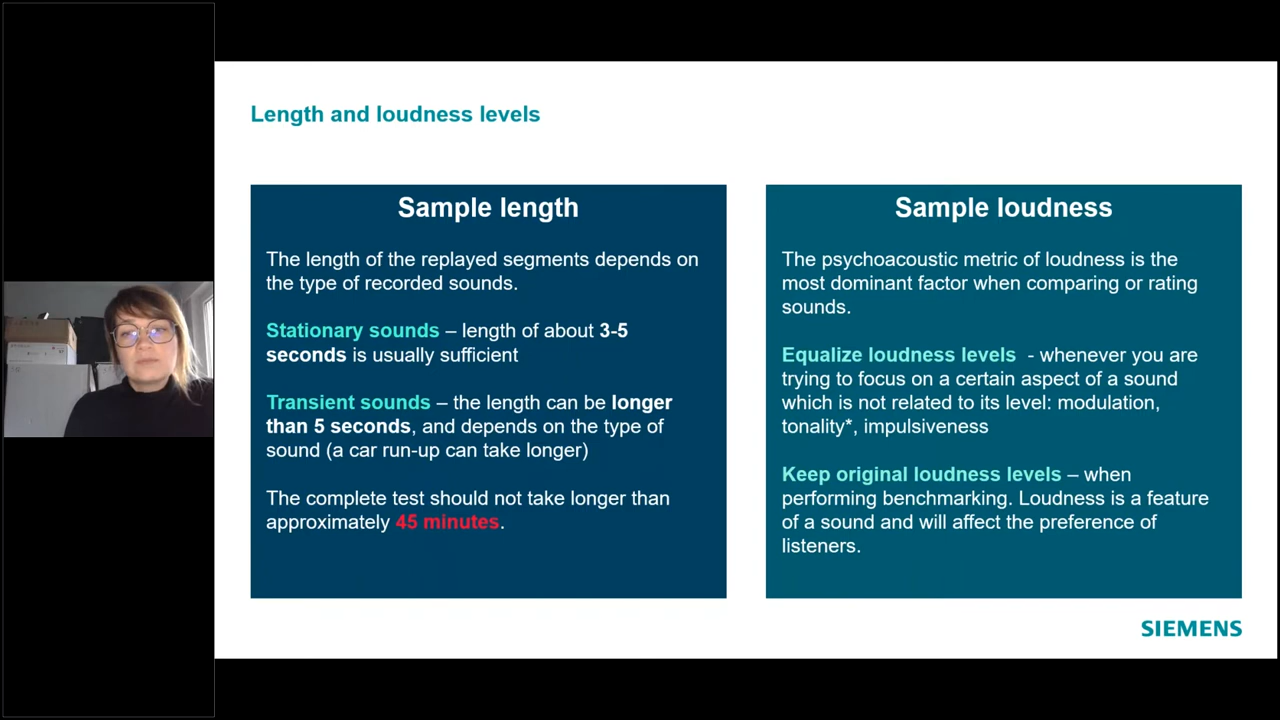 Length and loudness levels
Sample length
The length of the replayed segments depends on
the type of recorded sounds.
Stationary sounds – length of about 3-5
seconds is usually sufficient
Transient sounds – the length can be longer
than 5 seconds, and depends on the type of
sound (a car run-up can take longer)
The complete test should not take longer than
approximately 45 minutes.
Sample loudness
The psychoacoustic metric of loudness is the
most dominant factor when comparing or rating
sounds.
Equalize loudness levels - whenever you are
trying to focus on a certain aspect of a sound
which is not related to its level: modulation,
tonality*, impulsiveness
Keep original loudness levels – when
performing benchmarking. Loudness is a feature
of a sound and will affect the preference of
listeners.
SIEMENS